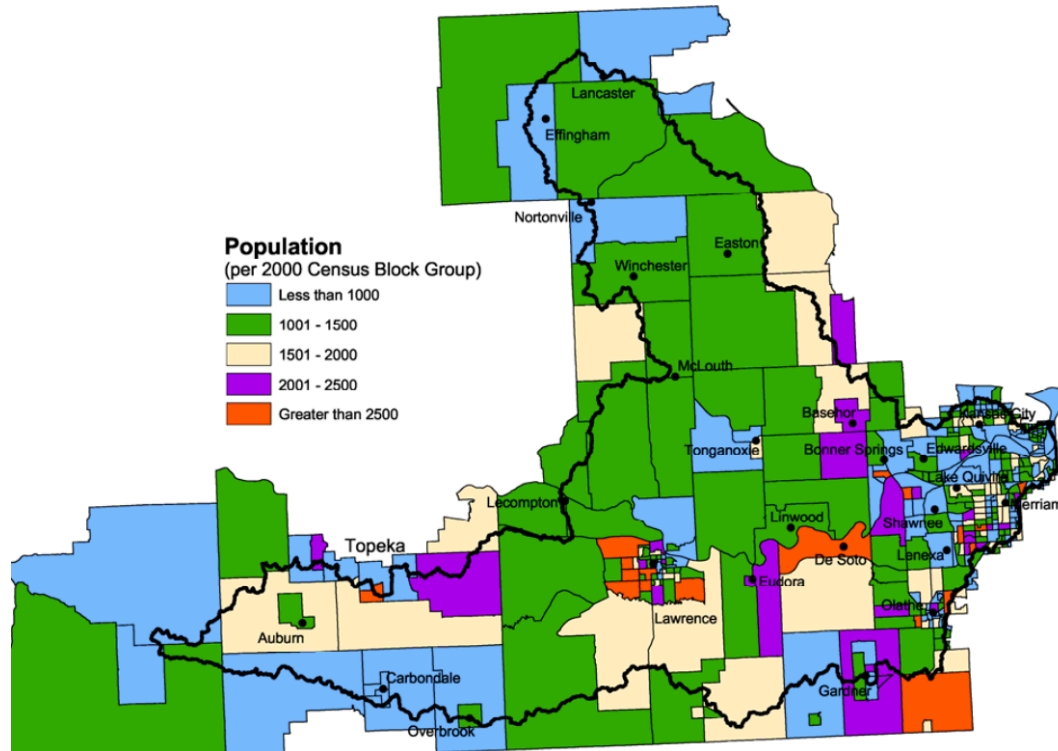 Lancaster
Effingham
Nortonville
Easton
Population
(per 2000 Census Block Group)
Winchester
Less than 1000
1001 - 1500
1501 - 2000
2001 - 2500
Greater than 2500
McLouth
Basehor
Kansas City
Tonganoxie
Bonner Springs
Edwardsville
Lake Quivira
Lecompton
Merriam
Linwood
Shawnee
Topeka
Lenexa
De Soto
Eudora
Olathe
Lawrence
Auburn
Carbondale
Gardner
Overbrook